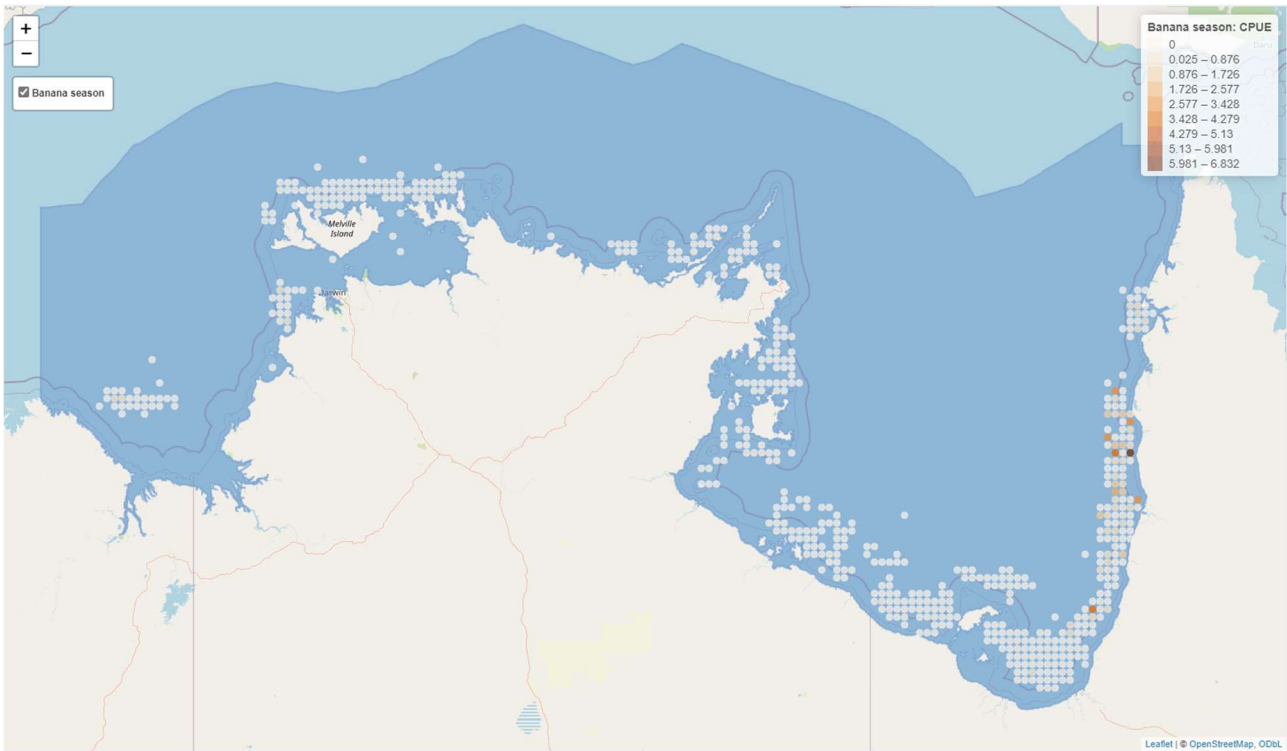 +
−
Banana season
Banana season: CPUE
0
0.025 – 0.876
0.876 – 1.726
1.726 – 2.577
2.577 – 3.428
3.428 – 4.279
4.279 – 5.13
5.13 – 5.981
5.981 – 6.832
Daru
Melville
Island
Darwin
Leaflet | © OpenStreetMap, ODbL